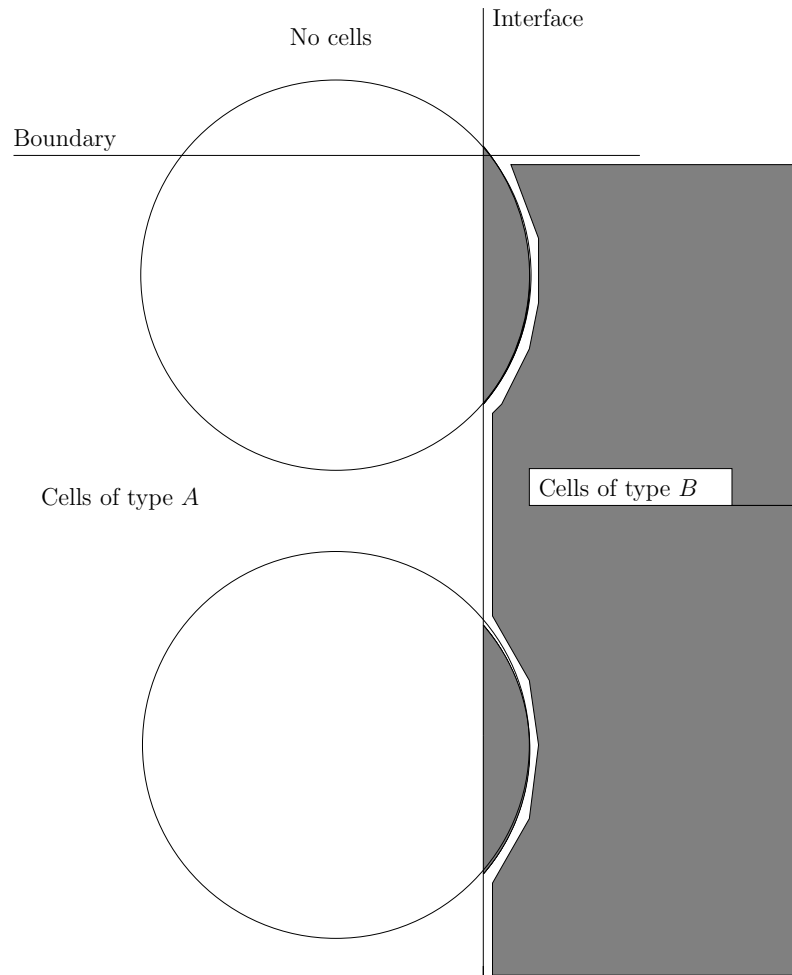 Interface
No cells
Boundary
Cells of type B
Cells of type A